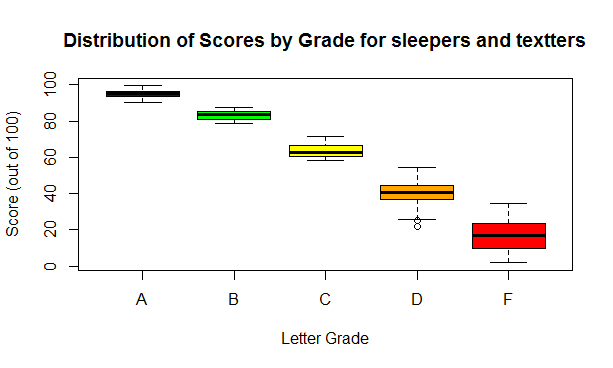 Distribution of Scores by Grade for sleepers and textters
Score (out of 100)
100
80
60
40
20
0
A B C D F
Letter Grade